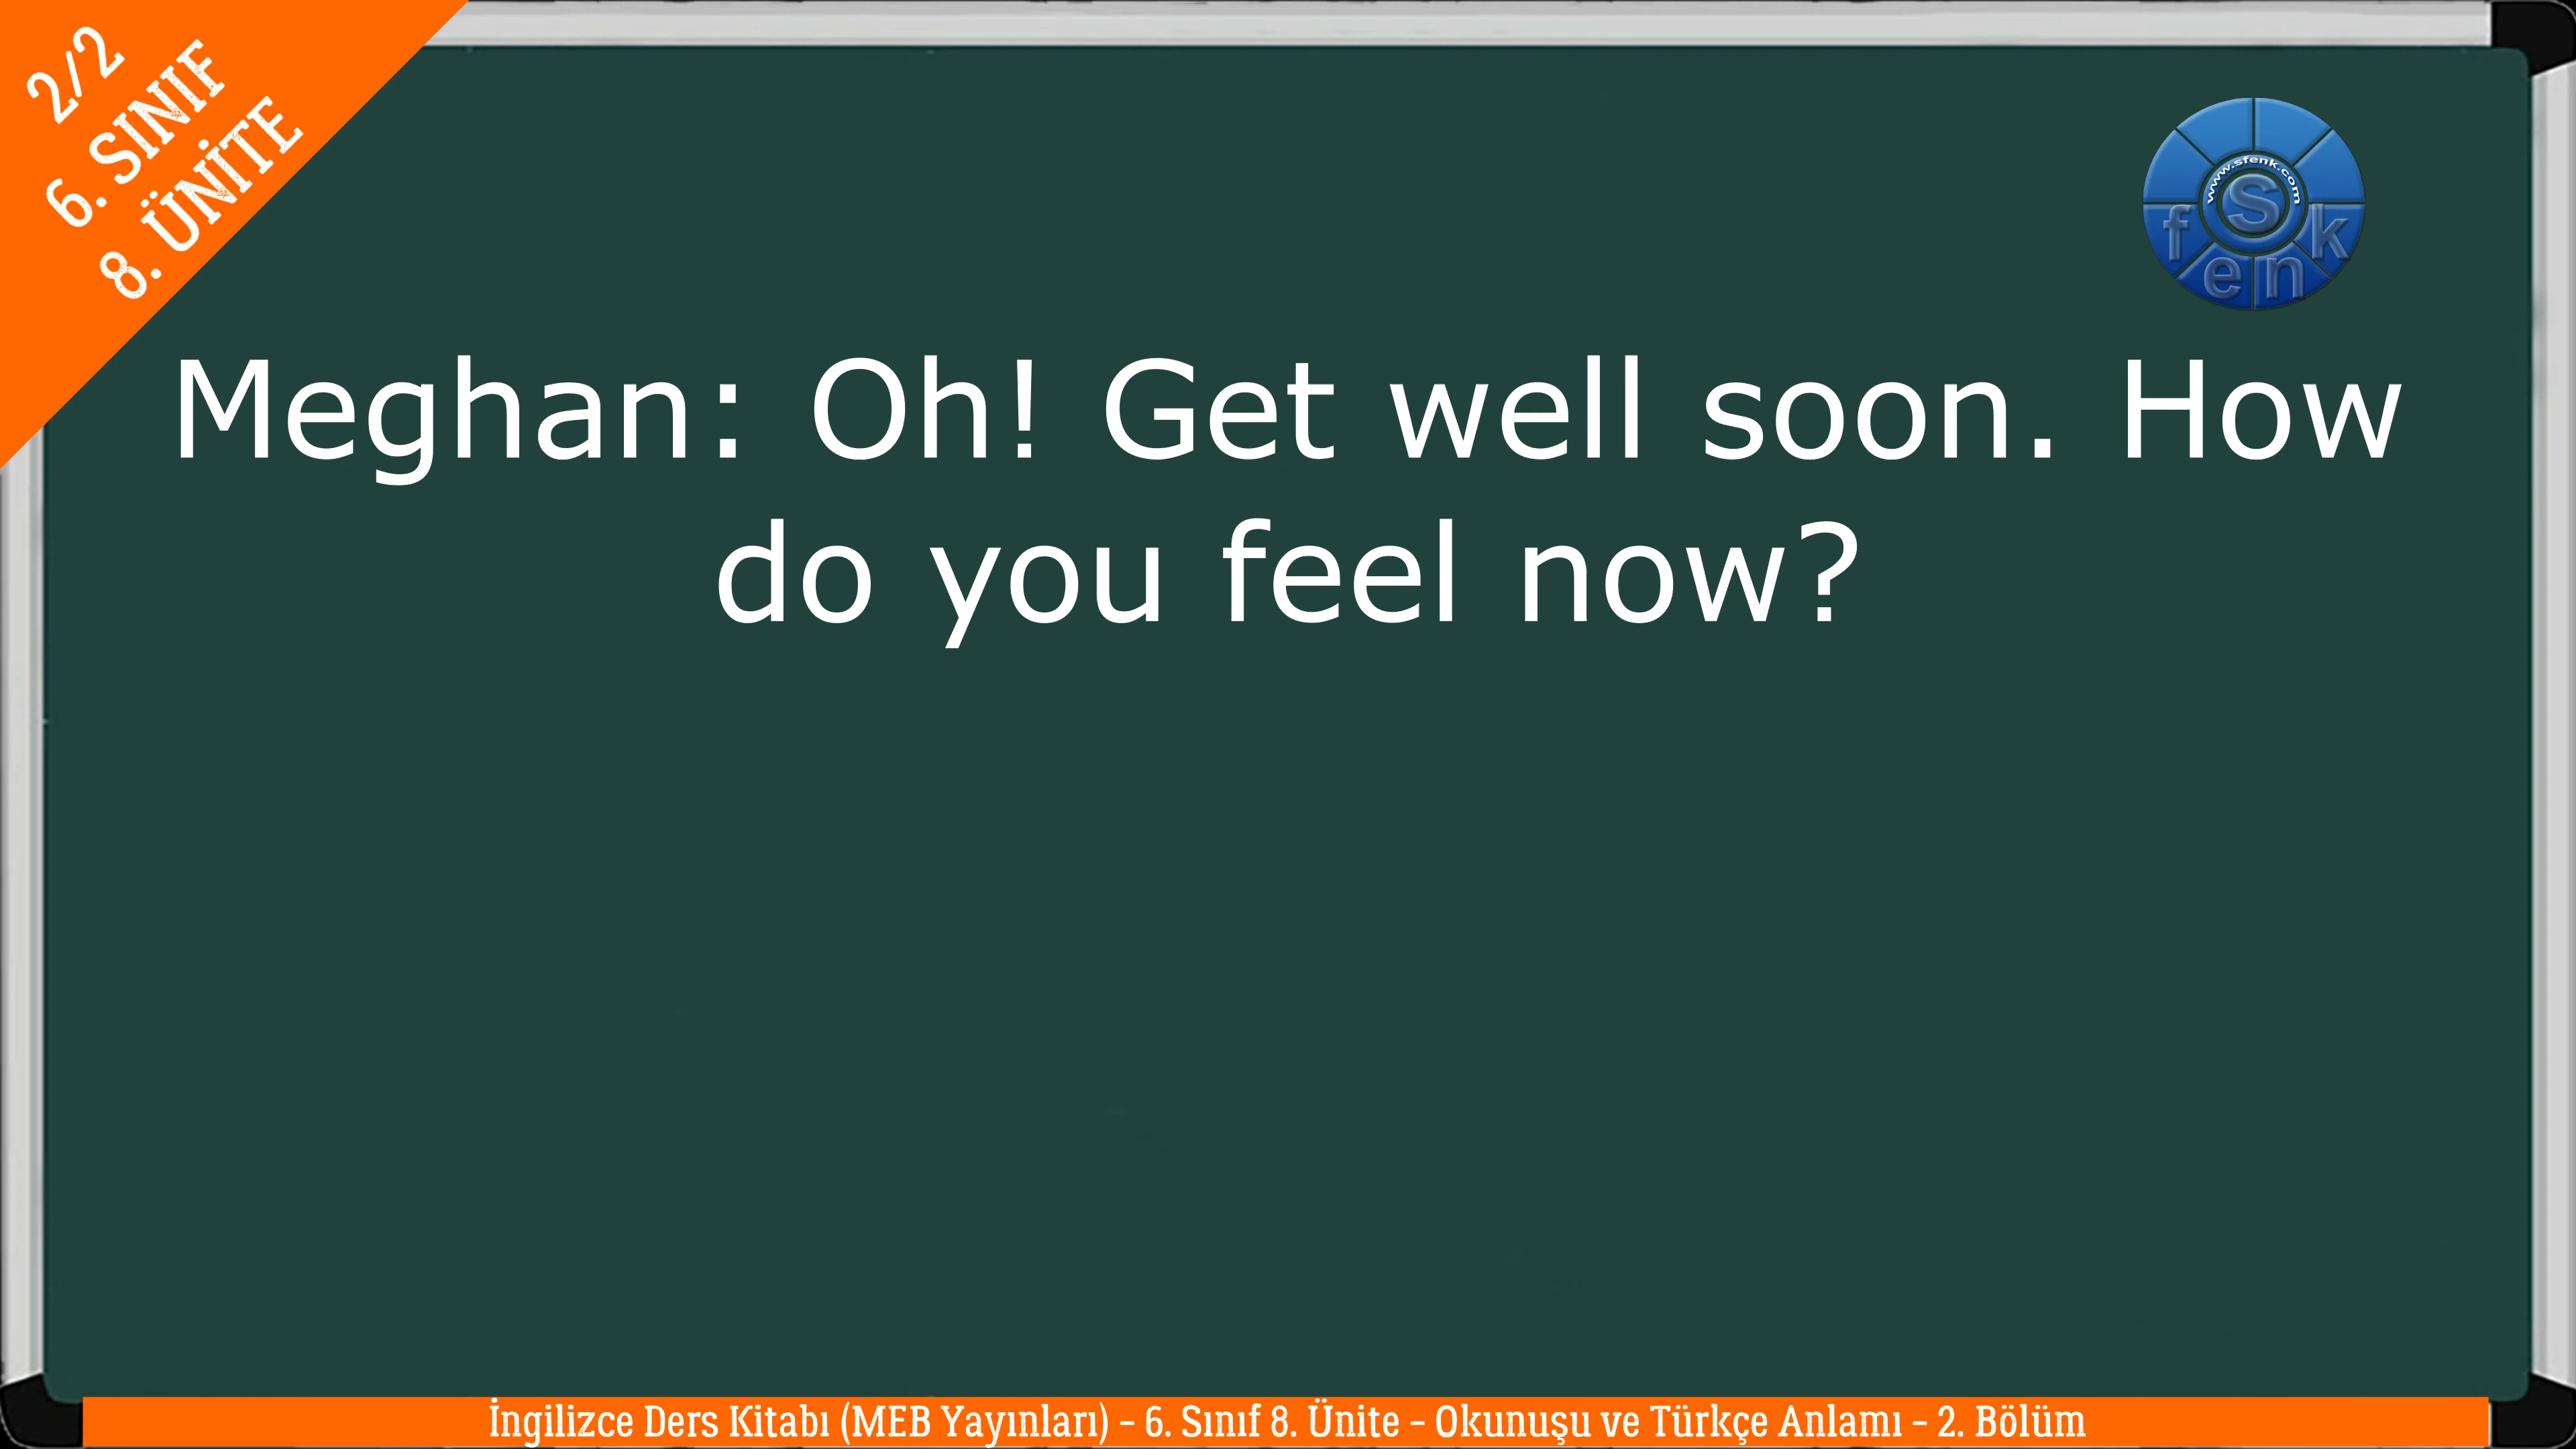 2/2
6. SINIF
8. ÜNİTE
www.sfenk.com
S
f e n k
Meghan: Oh! Get well soon. How
do you feel now?
İngilizce Ders Kitabı (MEB Yayınları) – 6. Sınıf 8. Ünite – Okunuşu ve Türkçe Anlamı – 2. Bölüm